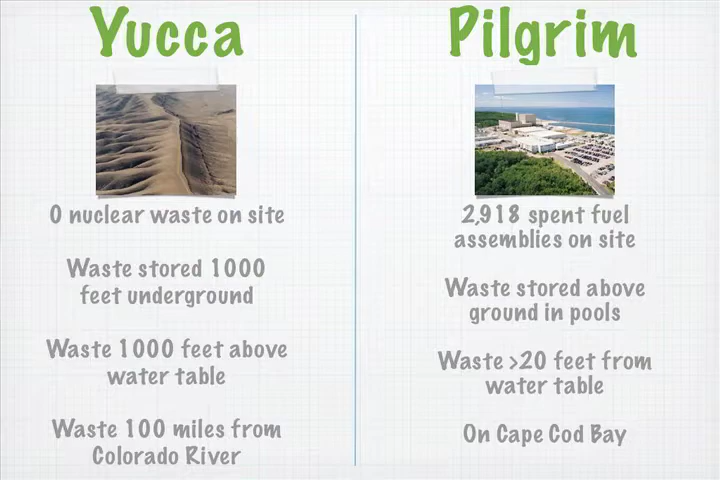 Yucca
0 nuclear waste on site
Waste stored 1000
feet underground
Waste 1000 feet above
water table
Waste 100 miles from
Colorado River
Pilgrim
2,918 spent fuel
assemblies on site
Waste stored above
ground in pools
Waste >20 feet from
water table
On Cape Cod Bay